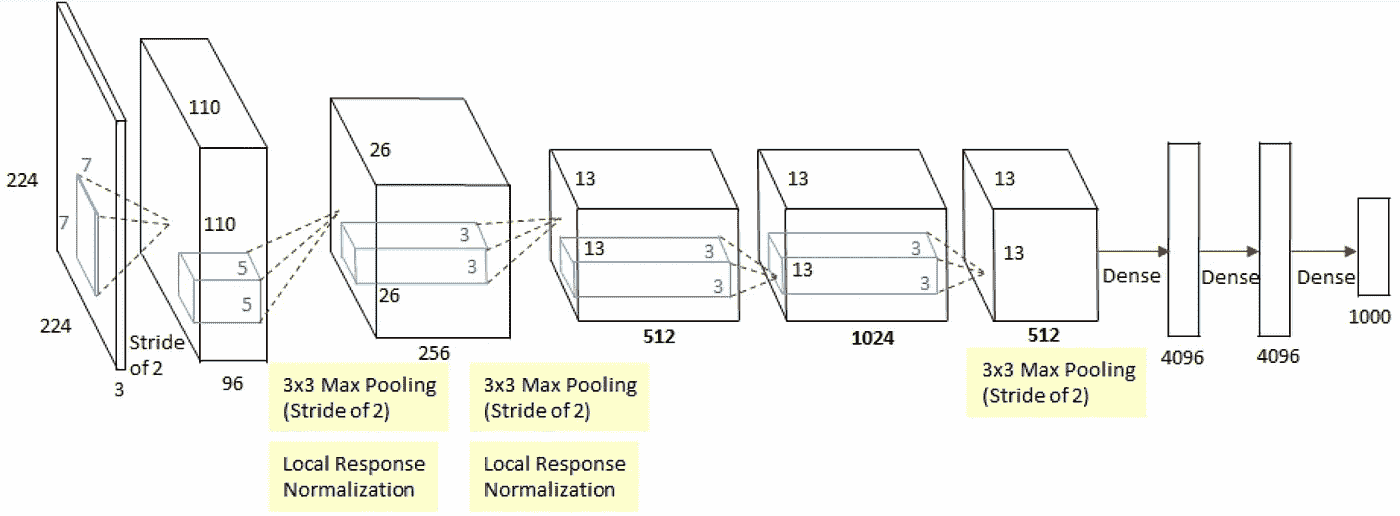 224
7
7
224
3
Stride
of 2
110
110
5
5
96
3x3 Max Pooling
(Stride of 2)
Local Response
Normalization
26
3
3
26
256
3x3 Max Pooling
(Stride of 2)
Local Response
Normalization
13
13
3
3
512
13
13
3
3
1024
13
13
512
3x3 Max Pooling
(Stride of 2)
Dense
4096
Dense
4096
Dense
1000